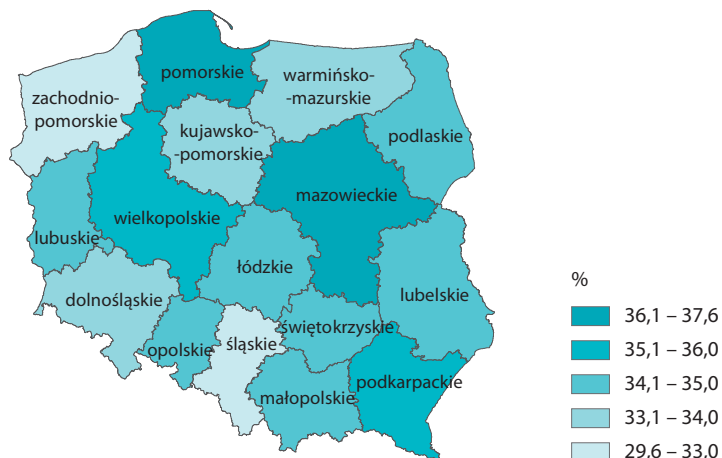 pomorskie
warmińsko-
-mazurskie
zachodnio-
pomorskie
kujawsko-
-pomorskie
podlaskie
mazowieckie
wielkopolskie
lubuskie
łódzkie
lubelskie
dolnośląskie
świętokrzyskie
opolskie
śląskie
podkarpackie
małopolskie
%
36,1 – 37,6
35,1 – 36,0
34,1 – 35,0
33,1 – 34,0
29,6 – 33,0